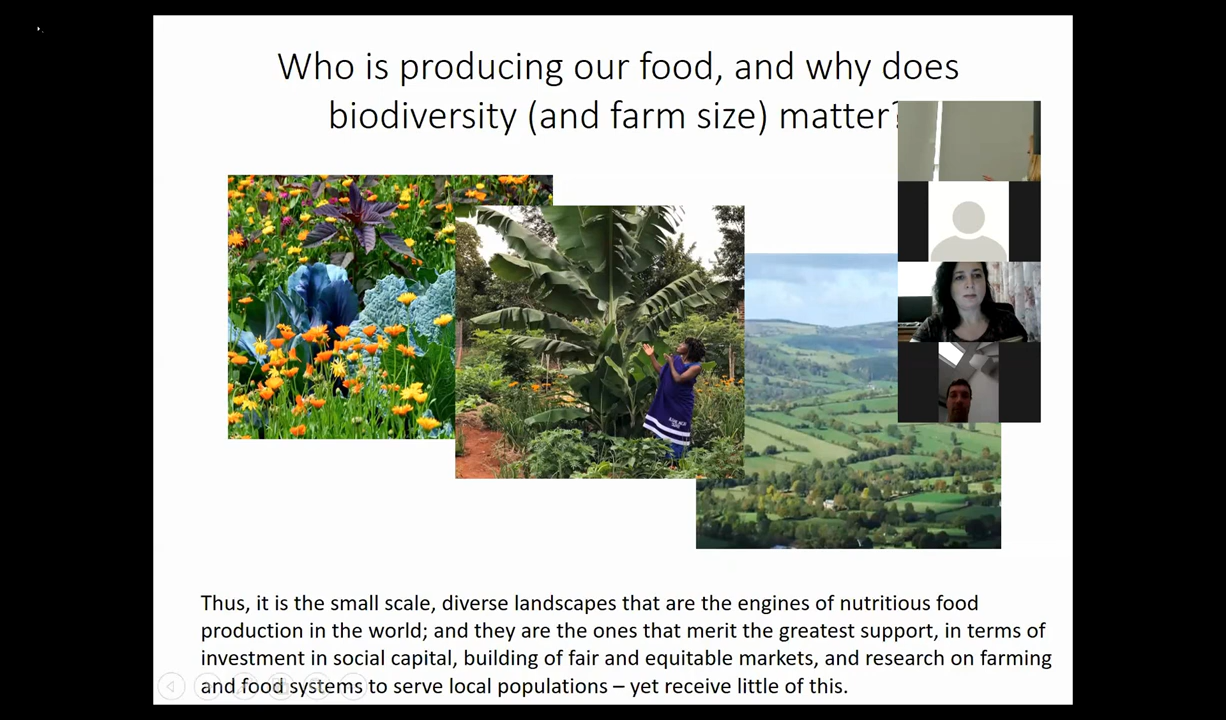 Who is producing our food, and why does
biodiversity (and farm size) matter?
Thus, it is the small scale, diverse landscapes that are the engines of nutritious food
production in the world; and they are the ones that merit the greatest support, in terms of
investment in social capital, building of fair and equitable markets, and research on farming
and food systems to serve local populations – yet receive little of this.